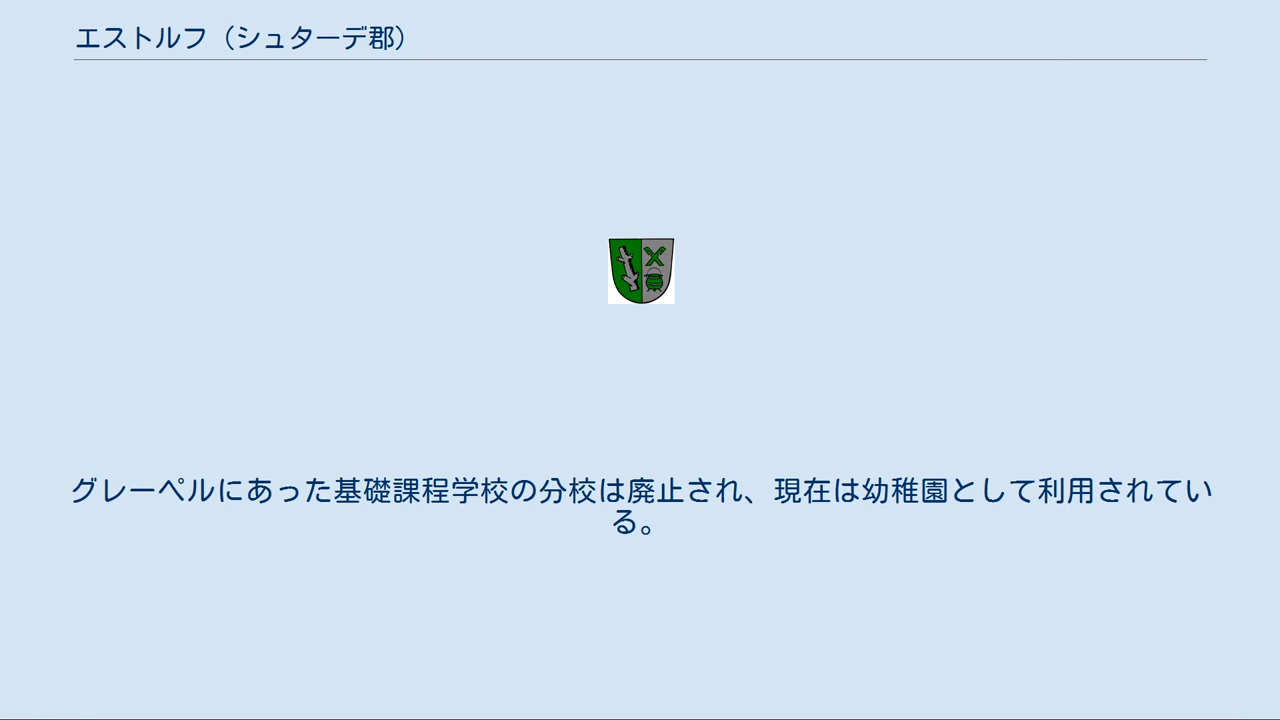 エストルフ（シュターデ郡）
グレーペルにあった基礎課程学校の分校は廃止され、現在は幼稚園として利用されてい
る。